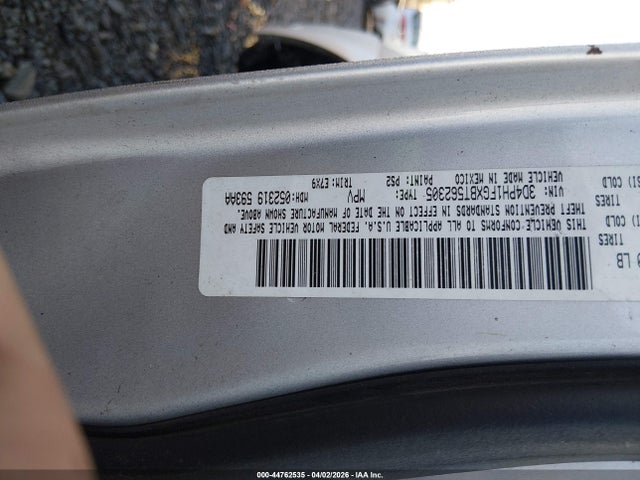 THIS VEHICLE CONFORMS TO ALL APPLICABLE U.S.A. FEDERAL MOTOR VEHICLE SAFETY AND
THEFT PREVENTION STANDARDS IN EFFECT ON THE DATE OF MANUFACTURE SHOWN ABOVE.
VIN: 3D4PH1FGXBT562305 MPV MDH:052319 593AA
VEHICLE MADE IN MEXICO PAINT: PS2 TRIM:E7X9
LB
TIRES
COLD
TIRES
COLD
000-44762535 - 04/02/2026 - IAA Inc.